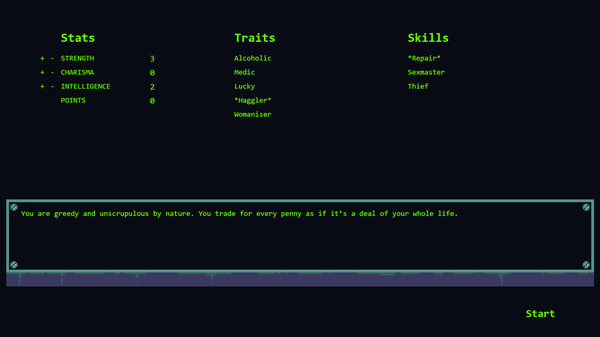 Stats Traits Skills
+ - STRENGTH 3 Alcoholic *Repair*
+ - CHARISMA 0 Medic Sexmaster
+ - INTELLIGENCE 2 Lucky Thief
POINTS 0 *Haggler*
Womaniser
You are greedy and unscrupulous by nature. You trade for every penny as if it's a deal of your whole life.
Start